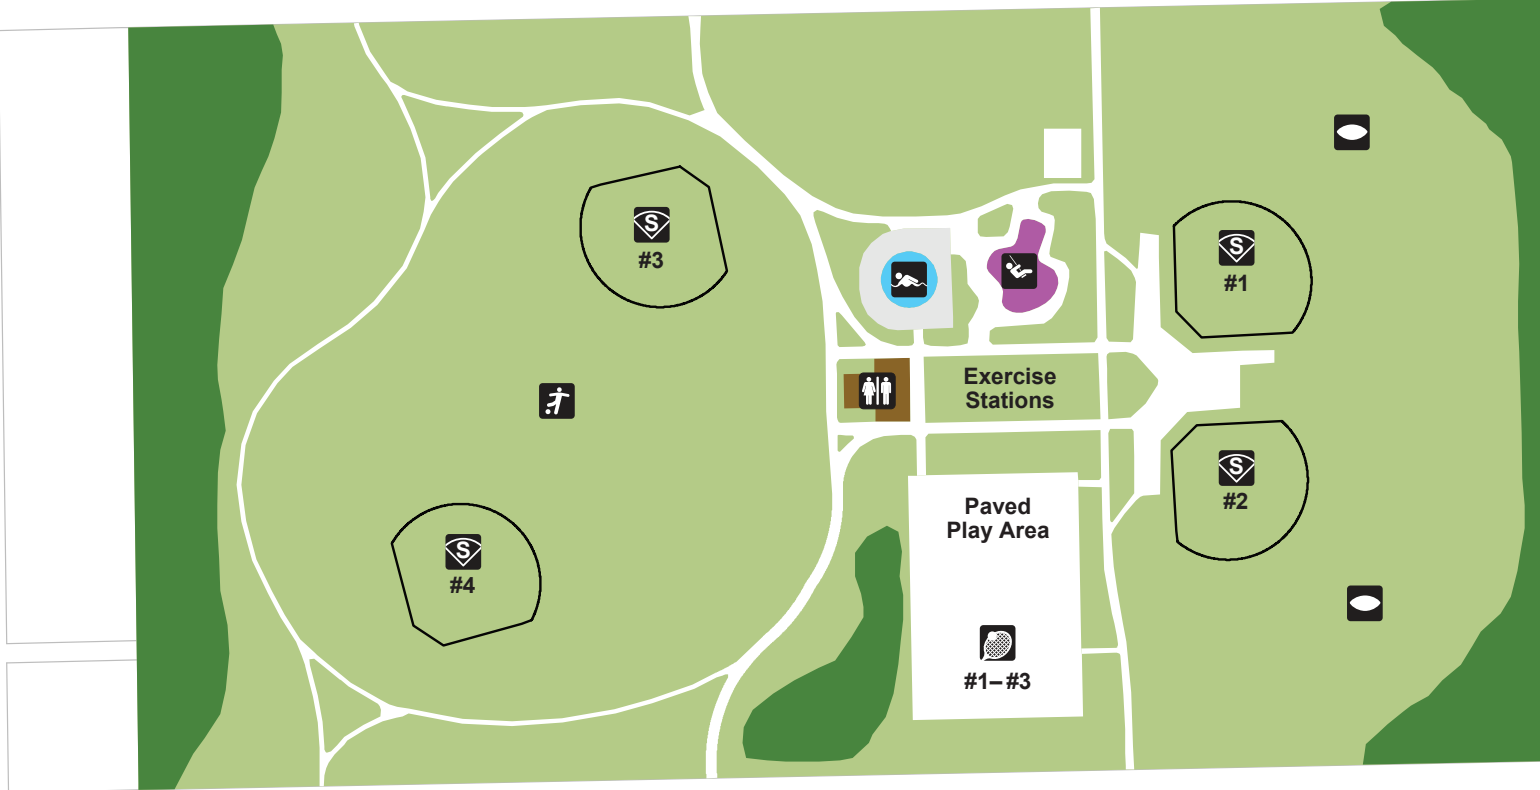 S
#3
S
#1
Exercise
Stations
S
#2
Paved
Play Area
S
#4
#1–#3